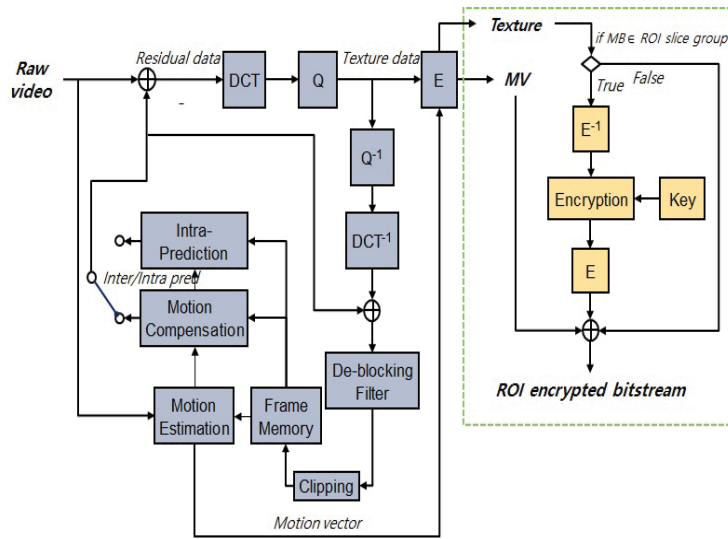 Raw
video
Residual data
-
DCT
Q
Texture data
E
Texture
MV
if MB∈ ROI slice group
True
False
E⁻¹
Encryption
Key
E
ROI encrypted bitstream
Q⁻¹
DCT⁻¹
Intra-
Prediction
Inter/Intra pred
Motion
Compensation
De-blocking
Filter
Motion
Estimation
Frame
Memory
Clipping
Motion vector